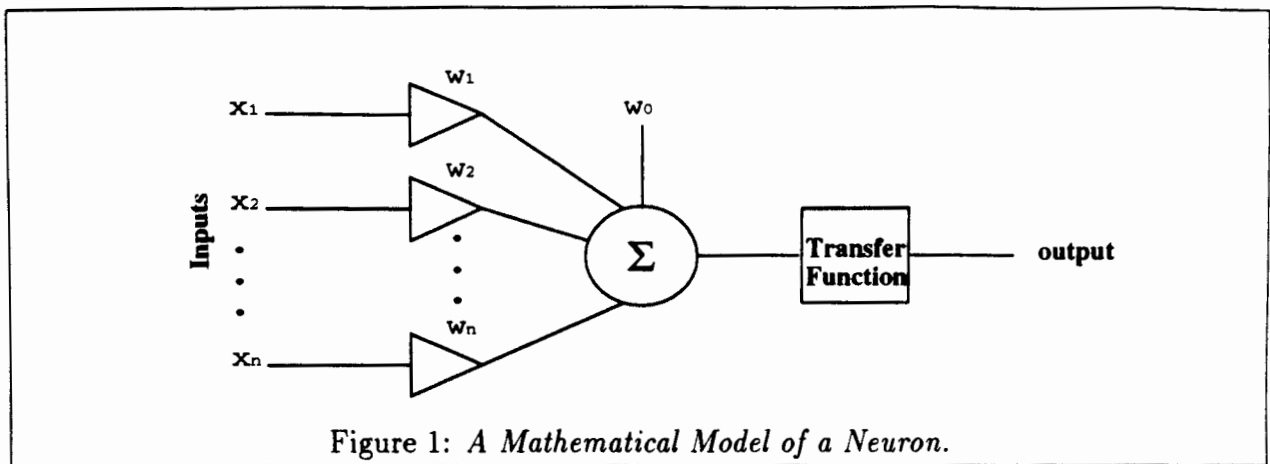 W1
X1
W0
W2
Inputs
X2
Σ
Transfer
Function
output
Wn
Xn
Figure 1: A Mathematical Model of a Neuron.